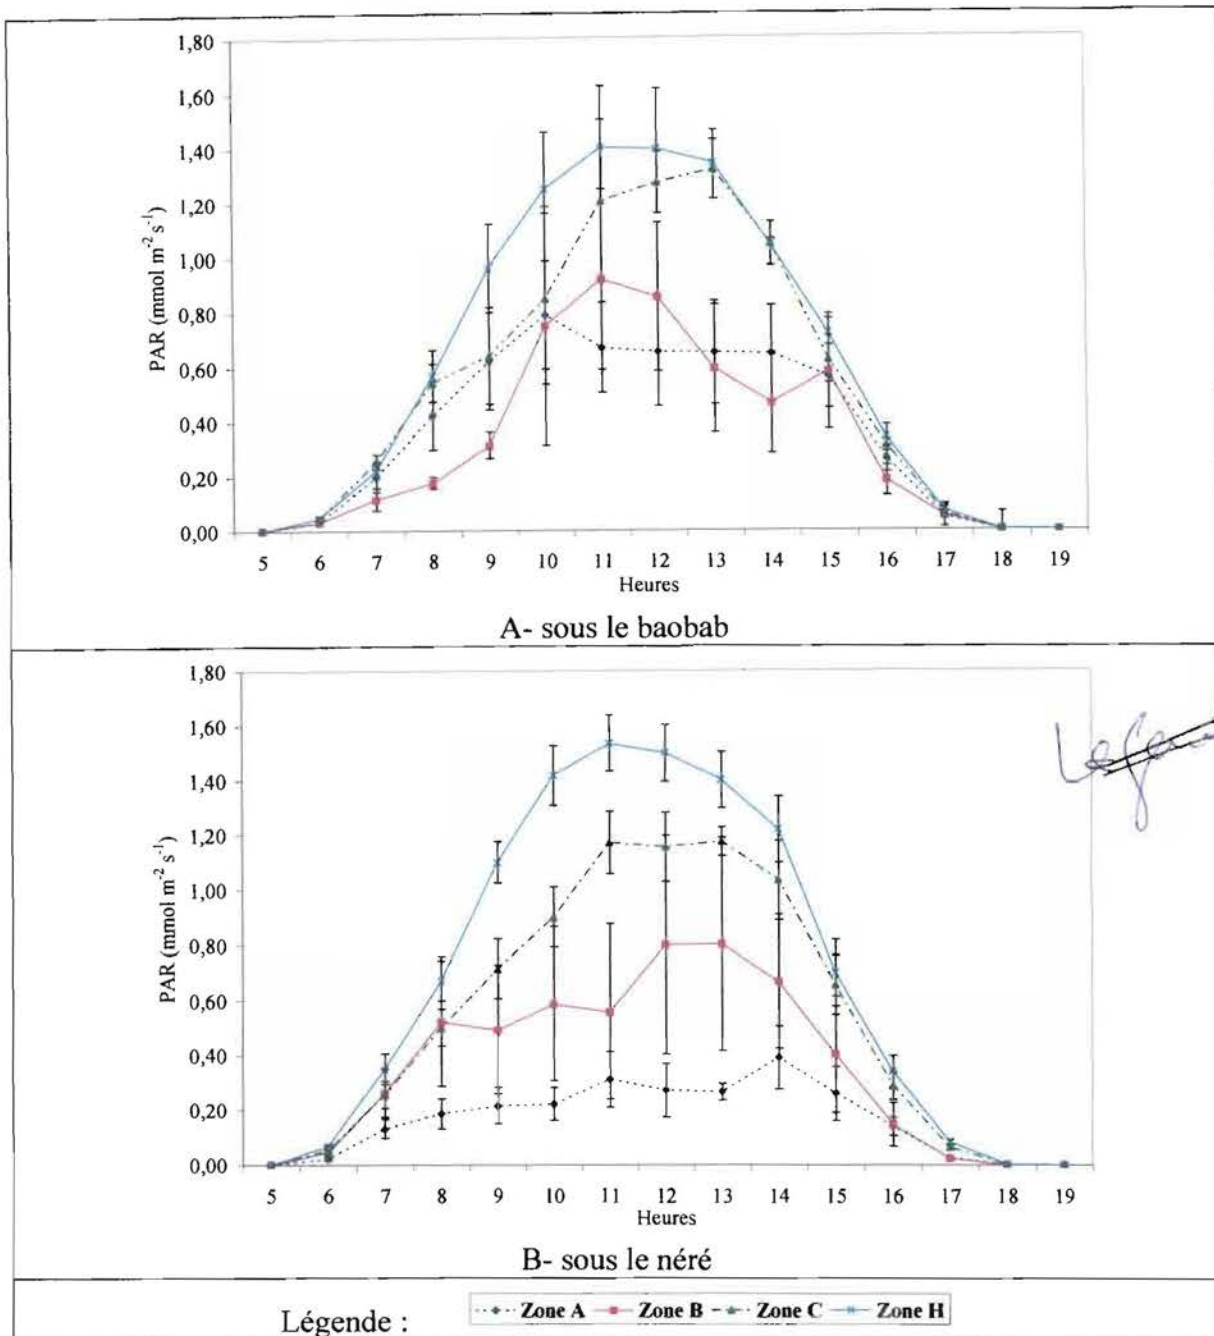 1,80
1,60
1,40
1,20
1,00
0,80
0,60
0,40
0,20
0,00
PAR (mmol m⁻² s⁻¹)
5 6 7 8 9 10 11 12 13 14 15 16 17 18 19
Heures
A- sous le baobab
1,80
1,60
1,40
1,20
1,00
0,80
0,60
0,40
0,20
0,00
PAR (mmol m⁻² s⁻¹)
5 6 7 8 9 10 11 12 13 14 15 16 17 18 19
Heures
B- sous le néré
Légende : Zone A Zone B Zone C Zone H